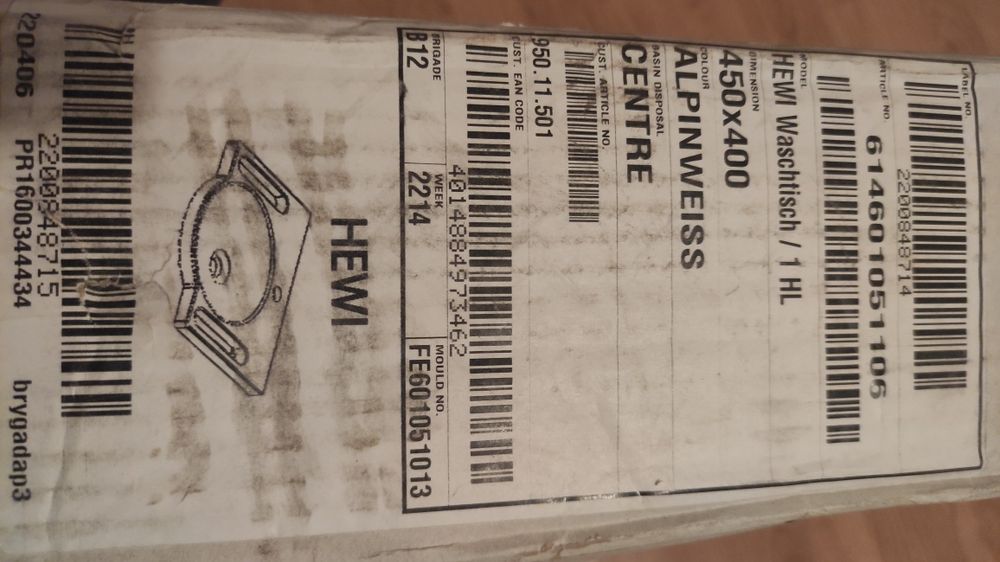 LABEL NO.
2200848714
ARTICLE NO.
614601051106
MODEL
HEWI Waschtisch / 1 HL
DIMENSION
450x400
COLOUR
ALPINWEISS
BASIN DISPOSAL
CENTRE
CUST. ARTICLE NO.
950.11.501
CUST. EAN CODE
4014884973462
BRIGADE
B12
WEEK
2214
MOULD NO.
FE601051013
HEWI
2200848715
220406 PR1600344434 brygadap3